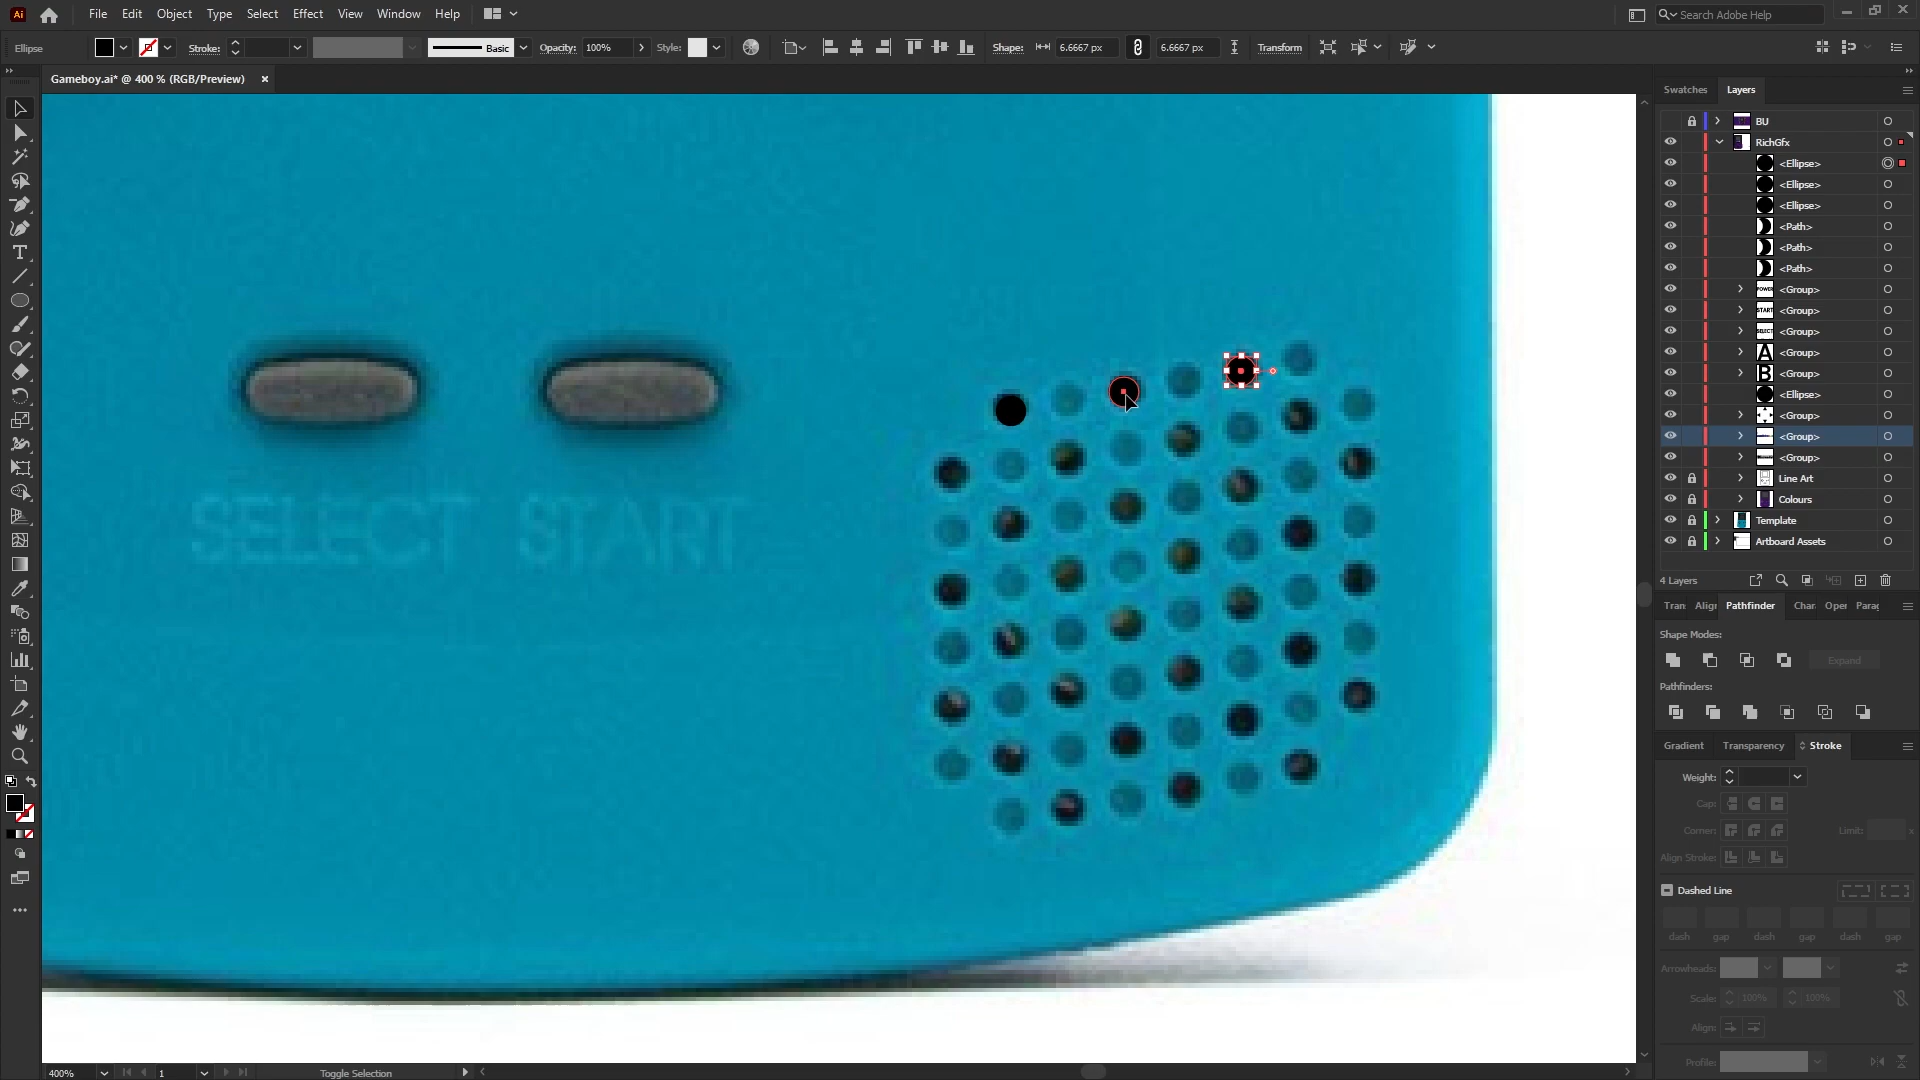 Ai File Edit Object Type Select Effect View Window Help Search Adobe Help
Ellipse Stroke: Basic Opacity: 100% Style: Shape: 6.6667 px 6.6667 px Transform
Gameboy.ai* @ 400 % (RGB/Preview)
SELECT START
Swatches Layers
BU
RichGfx
<Ellipse>
<Ellipse>
<Ellipse>
<Path>
<Path>
<Path>
POWER <Group>
START <Group>
SELECT <Group>
A <Group>
B <Group>
<Ellipse>
<Group>
<Group>
<Group>
Line Art
Colours
Template
Artboard Assets
4 Layers
Tran Align Pathfinder Char Oper Parag
Shape Modes:
Expand
Pathfinders:
Gradient Transparency Stroke
Weight:
Cap:
Corner: Limit: x
Align Stroke:
Dashed Line
dash gap dash gap dash gap
Arrowheads:
Scale: 100% 100%
Align:
Profile:
400% 1 Toggle Selection